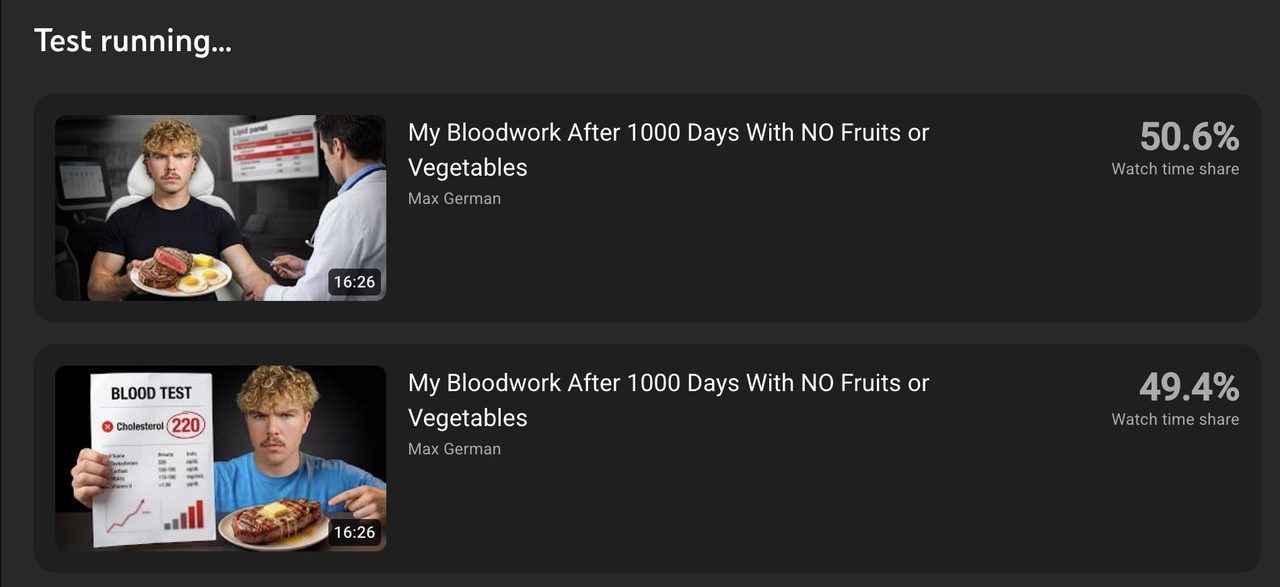 Test running...
Lipid panel
16:26
My Bloodwork After 1000 Days With NO Fruits or
Vegetables
Max German
50.6%
Watch time share
BLOOD TEST
Cholesterol 220
Results
Units
16:26
My Bloodwork After 1000 Days With NO Fruits or
Vegetables
Max German
49.4%
Watch time share